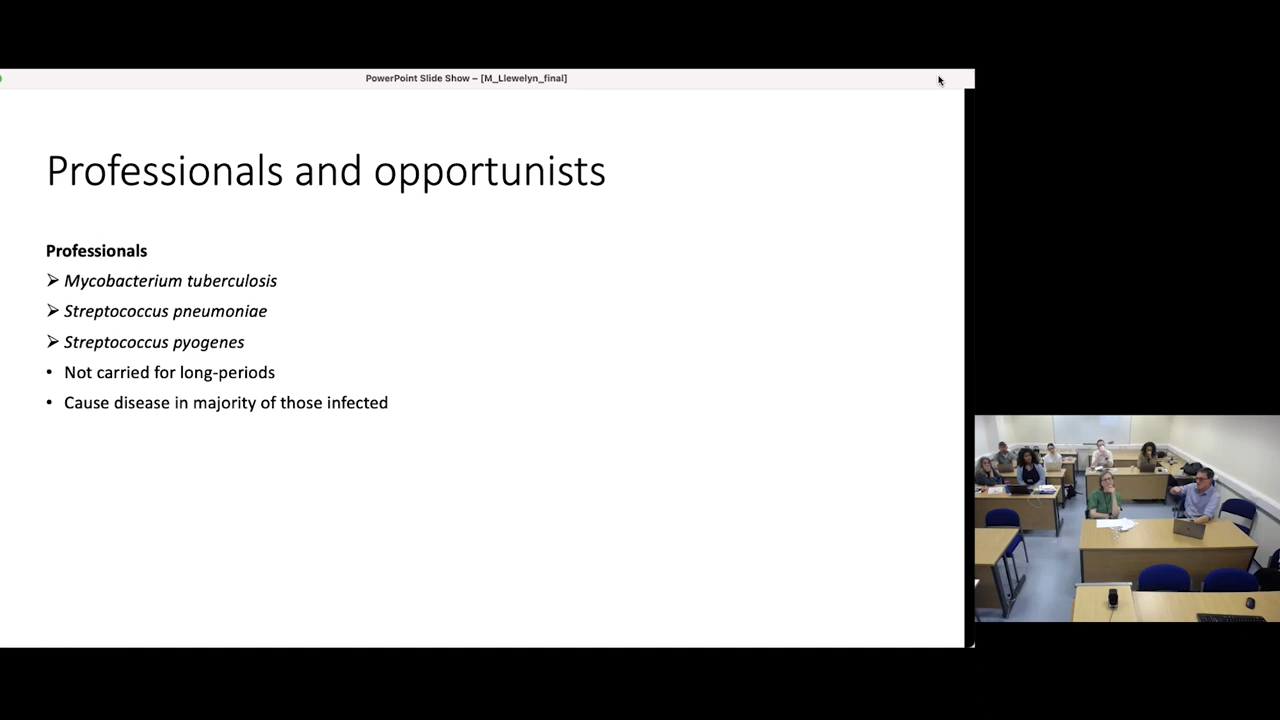 PowerPoint Slide Show – [M_Llewelyn_final]
Professionals and opportunists
Professionals
➢ Mycobacterium tuberculosis
➢ Streptococcus pneumoniae
➢ Streptococcus pyogenes
• Not carried for long-periods
• Cause disease in majority of those infected